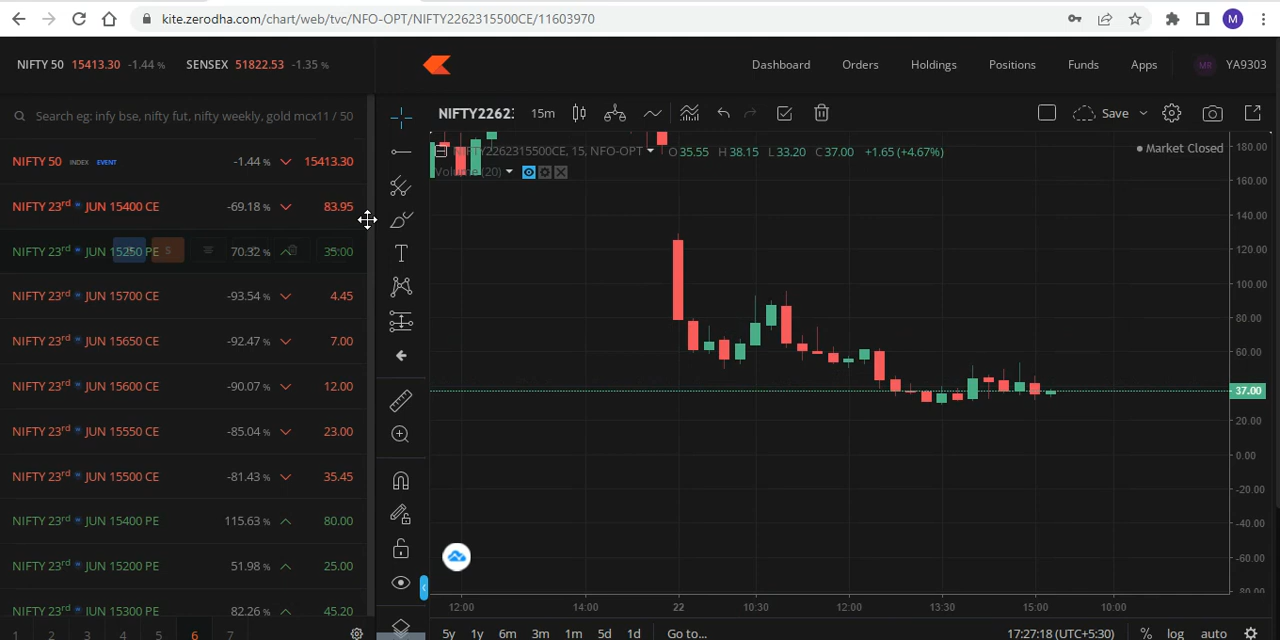 kite.zerodha.com/chart/web/tvc/NFO-OPT/NIFTY2262315500CE/11603970
M
NIFTY 50 15413.30 -1.44 % SENSEX 51822.53 -1.35 %
Dashboard Orders Holdings Positions Funds Apps MR YA9303
Search eg: infy bse, nifty fut, nifty weekly, gold mcx 11 / 50
NIFTY2262: 15m Save
NIFTY 50 INDEX EVENT -1.44 % 15413.30
NIFTY2262315500CE, 15, NFO-OPT O35.55 H38.15 L33.20 C37.00 +1.65 (+4.67%)
Market Closed
Volume (20)
NIFTY 23rd W JUN 15400 CE -69.18 % 83.95
NIFTY 23rd W JUN 15250 PE 70.32 % 35.00
B S
NIFTY 23rd W JUN 15700 CE -93.54 % 4.45
NIFTY 23rd W JUN 15650 CE -92.47 % 7.00
NIFTY 23rd W JUN 15600 CE -90.07 % 12.00
NIFTY 23rd W JUN 15550 CE -85.04 % 23.00
NIFTY 23rd W JUN 15500 CE -81.43 % 35.45
NIFTY 23rd W JUN 15400 PE 115.63 % 80.00
NIFTY 23rd W JUN 15200 PE 51.98 % 25.00
NIFTY 23rd W JUN 15300 PE 82.26 % 45.20
1 2 3 4 5 6 7
180.00
160.00
140.00
120.00
100.00
80.00
60.00
37.00
20.00
0.00
-20.00
-40.00
-60.00
-80.00
12:00 14:00 22 10:30 12:00 13:30 15:00 10:00
5y 1y 6m 3m 1m 5d 1d Go to... 17:27:18 (UTC+5:30) % log auto